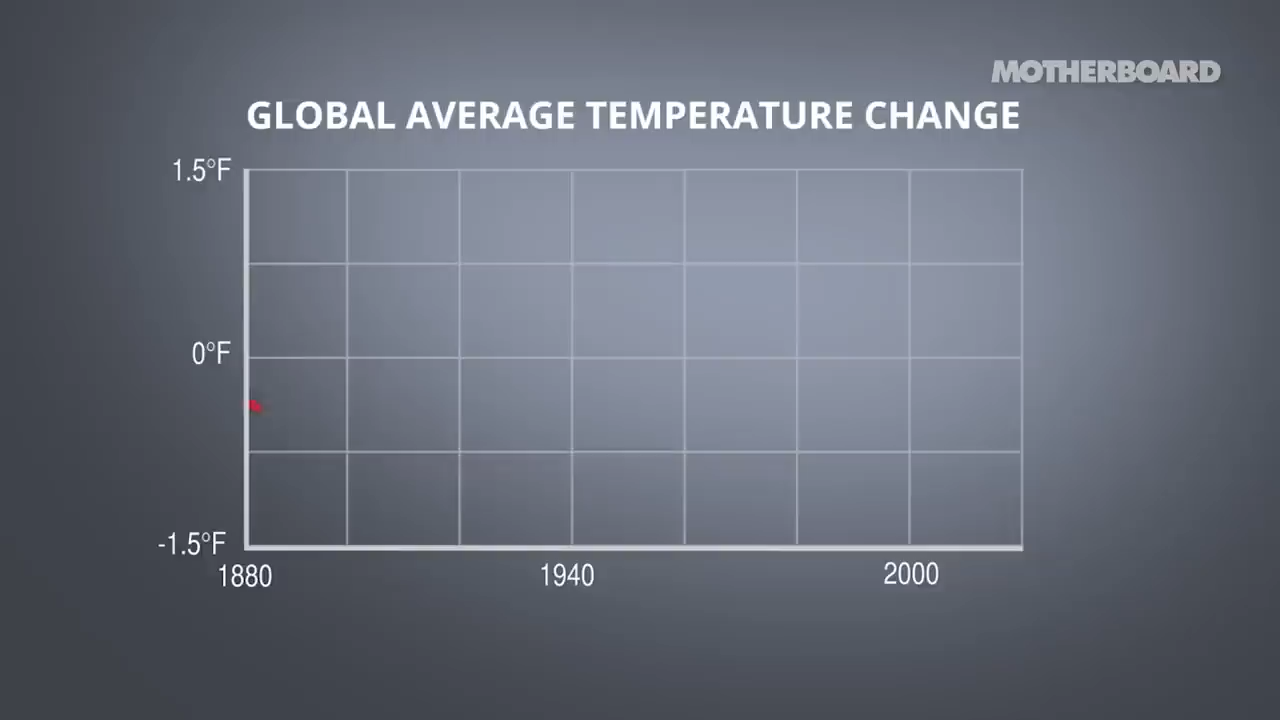 MOTHERBOARD
GLOBAL AVERAGE TEMPERATURE CHANGE
1.5°F
0°F
-1.5°F
1880
1940
2000